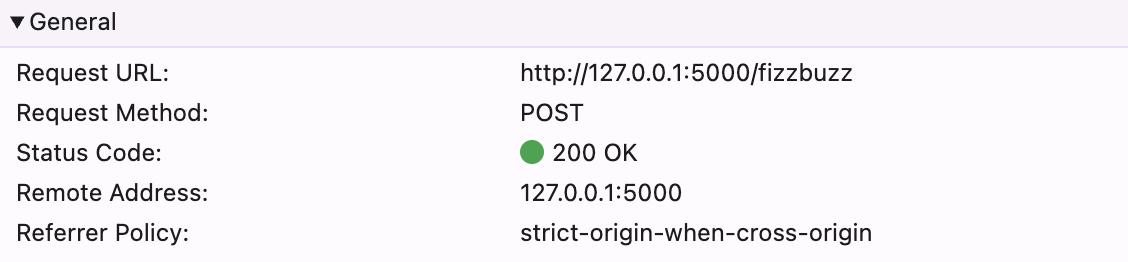 General
Request URL: http://127.0.0.1:5000/fizzbuzz
Request Method: POST
Status Code: 200 OK
Remote Address: 127.0.0.1:5000
Referrer Policy: strict-origin-when-cross-origin